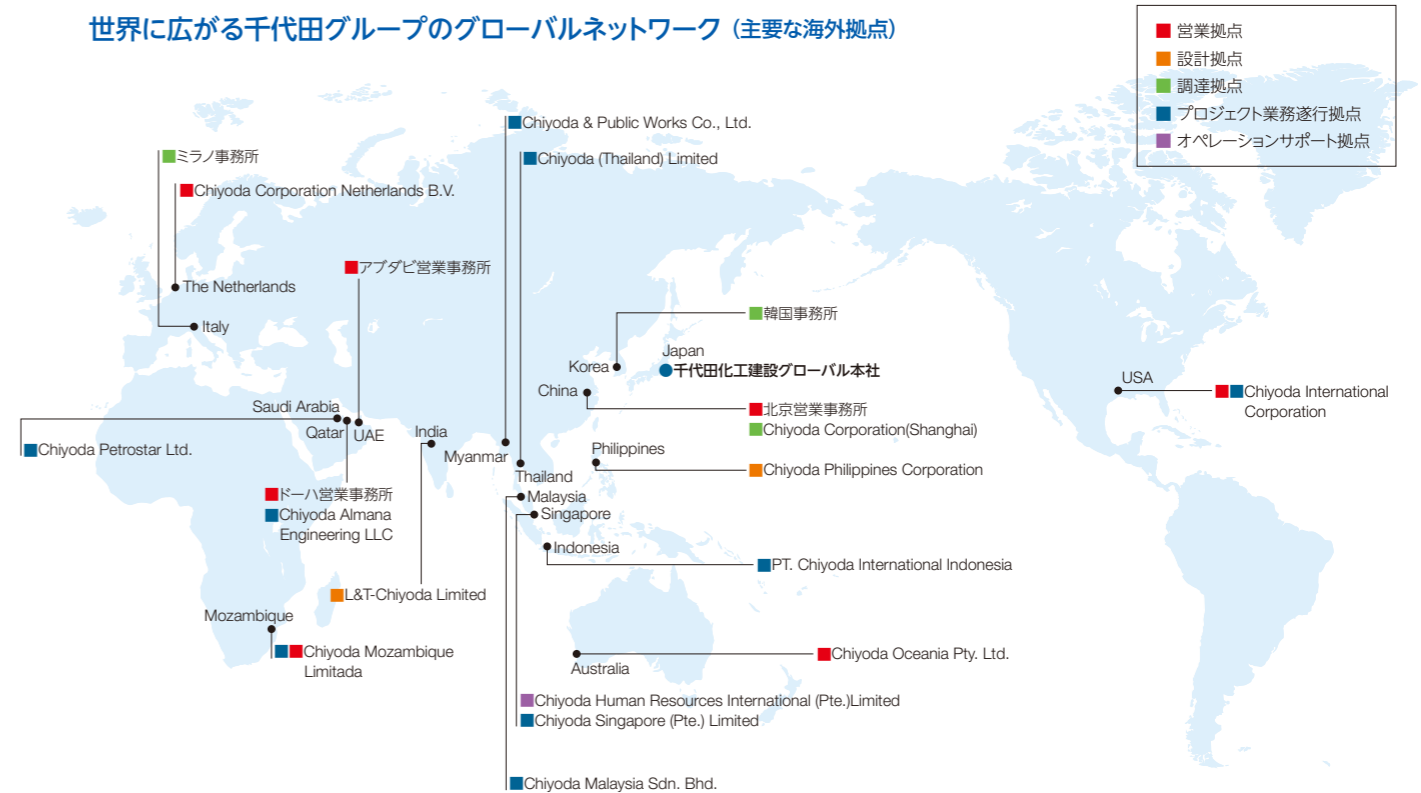 世界に広がる千代田グループのグローバルネットワーク（主要な海外拠点）
営業拠点
設計拠点
調達拠点
プロジェクト業務遂行拠点
オペレーションサポート拠点
Chiyoda & Public Works Co., Ltd.
ミラノ事務所
Chiyoda (Thailand) Limited
Chiyoda Corporation Netherlands B.V.
アブダビ営業事務所
The Netherlands
Italy
韓国事務所
Japan
Korea
千代田化工建設グローバル本社
China
USA
Chiyoda International
Corporation
北京営業事務所
Chiyoda Corporation(Shanghai)
Saudi Arabia
Qatar
UAE
India
Myanmar
Philippines
Chiyoda Petrostar Ltd.
Thailand
Chiyoda Philippines Corporation
ドーハ営業事務所
Chiyoda Almana
Engineering LLC
Malaysia
Singapore
Indonesia
PT. Chiyoda International Indonesia
L&T-Chiyoda Limited
Mozambique
Chiyoda Mozambique
Limitada
Chiyoda Oceania Pty. Ltd.
Australia
Chiyoda Human Resources International (Pte.)Limited
Chiyoda Singapore (Pte.) Limited
Chiyoda Malaysia Sdn. Bhd.